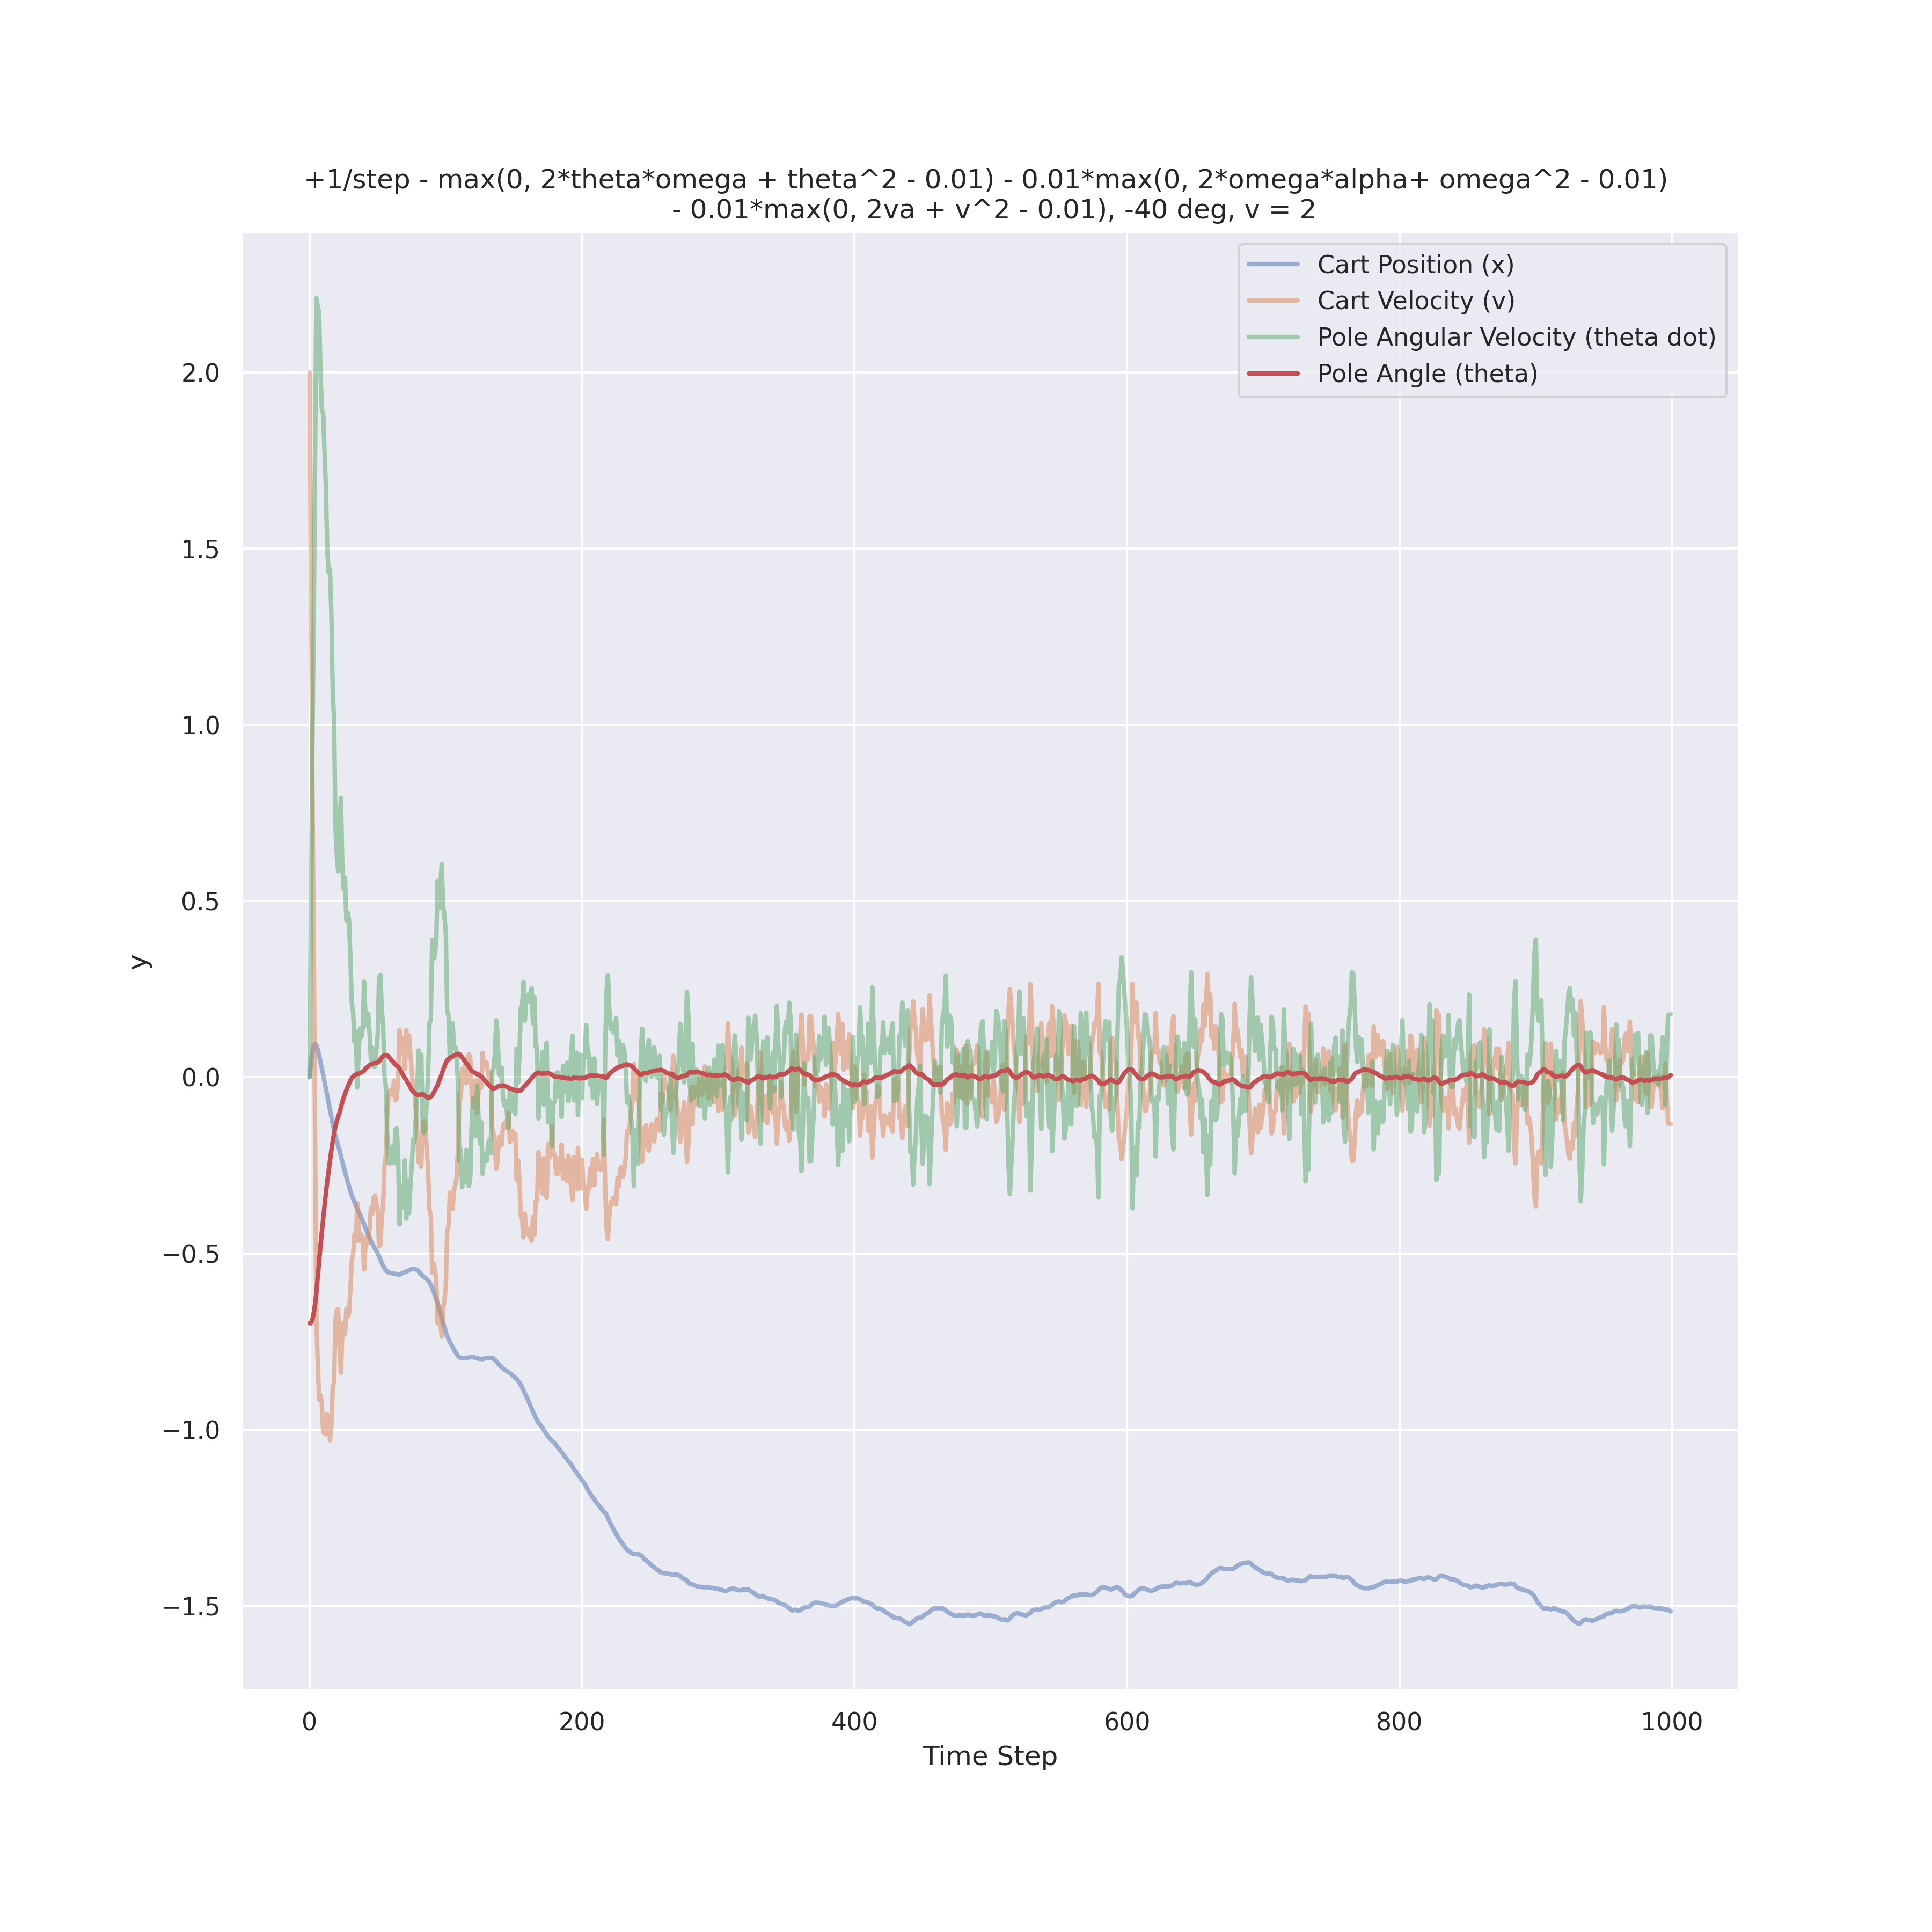 +1/step - max(0, 2*theta*omega + theta^2 - 0.01) - 0.01*max(0, 2*omega*alpha+ omega^2 - 0.01)
- 0.01*max(0, 2va + v^2 - 0.01), -40 deg, v = 2
Cart Position (x)
Cart Velocity (v)
Pole Angular Velocity (theta dot)
Pole Angle (theta)
2.0
1.5
1.0
0.5
0.0
−0.5
−1.0
−1.5
y
0 200 400 600 800 1000
Time Step